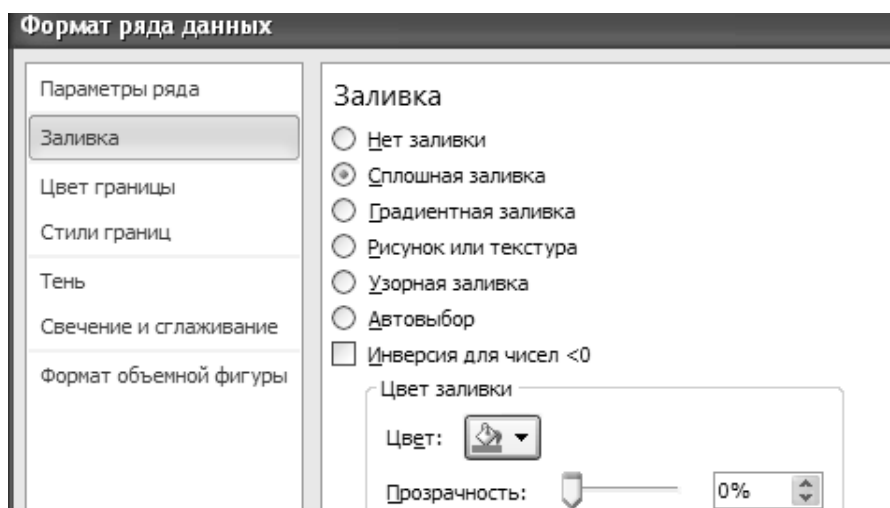 Формат ряда данных
Параметры ряда
Заливка
Цвет границы
Стили границ
Тень
Свечение и сглаживание
Формат объемной фигуры
Заливка
Нет заливки
Сплошная заливка
Градиентная заливка
Рисунок или текстура
Узорная заливка
Автовыбор
Инверсия для чисел <0
Цвет заливки
Цвет:
Прозрачность: 0%